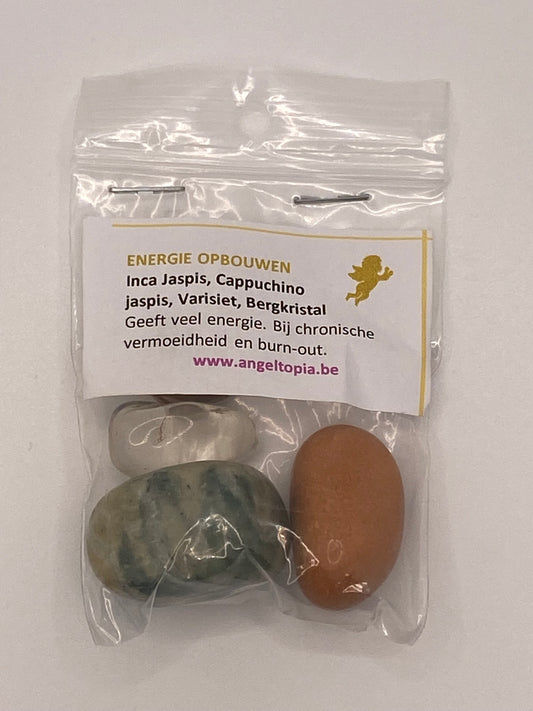 ENERGIE OPBOUWEN
Inca Jaspis, Cappuchino
jaspis, Varisiet, Bergkristal
Geeft veel energie. Bij chronische
vermoeidheid en burn-out.
www.angeltopia.be